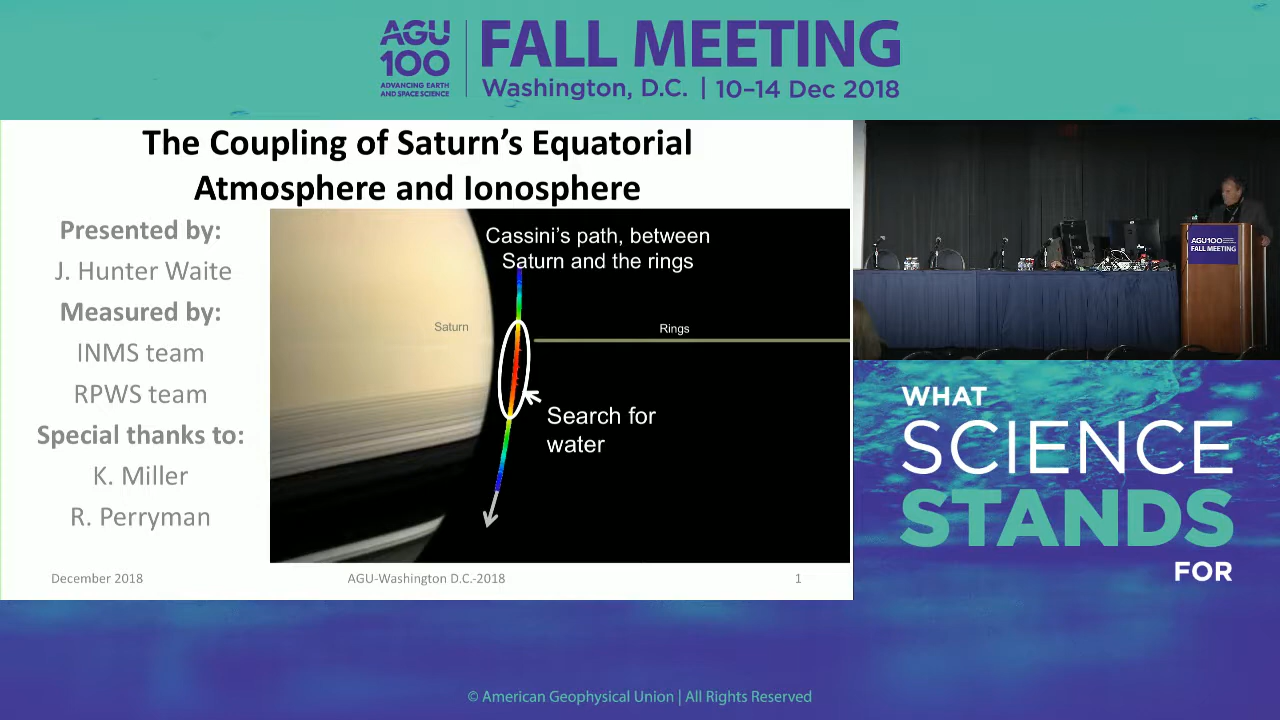 AGU
100
ADVANCING EARTH
AND SPACE SCIENCE
FALL MEETING
Washington, D.C. | 10–14 Dec 2018
The Coupling of Saturn's Equatorial
Atmosphere and Ionosphere
Presented by:
J. Hunter Waite
Measured by:
INMS team
RPWS team
Special thanks to:
K. Miller
R. Perryman
Cassini's path, between
Saturn and the rings
Saturn
Rings
Search for
water
December 2018
AGU-Washington D.C.-2018
1
AGU100
FALL MEETING
WHAT
SCIENCE
STANDS
FOR
© American Geophysical Union | All Rights Reserved